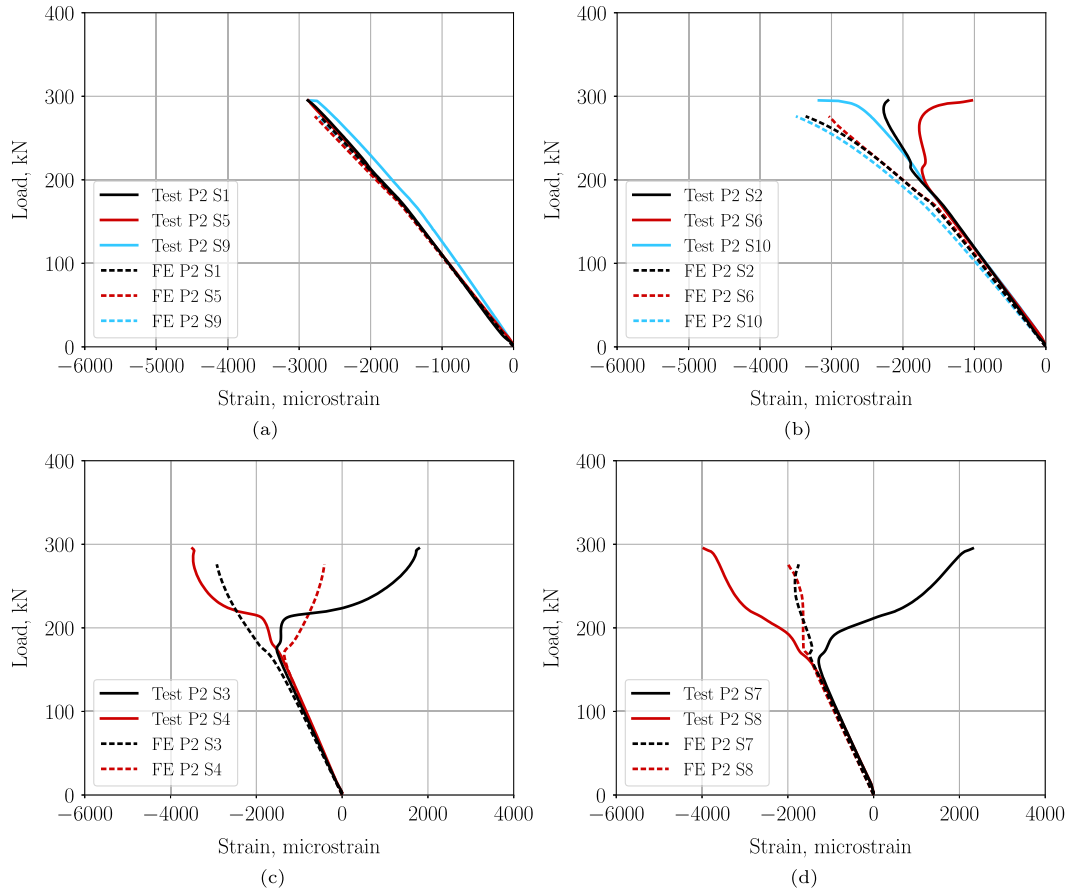 400
300
200
100
0
Load, kN
Test P2 S1
Test P2 S5
Test P2 S9
FE P2 S1
FE P2 S5
FE P2 S9
−6000 −5000 −4000 −3000 −2000 −1000 0
Strain, microstrain
(a)
400
300
200
100
0
Load, kN
Test P2 S2
Test P2 S6
Test P2 S10
FE P2 S2
FE P2 S6
FE P2 S10
−6000 −5000 −4000 −3000 −2000 −1000 0
Strain, microstrain
(b)
400
300
200
100
0
Load, kN
Test P2 S3
Test P2 S4
FE P2 S3
FE P2 S4
−6000 −4000 −2000 0 2000 4000
Strain, microstrain
(c)
400
300
200
100
0
Load, kN
Test P2 S7
Test P2 S8
FE P2 S7
FE P2 S8
−6000 −4000 −2000 0 2000 4000
Strain, microstrain
(d)